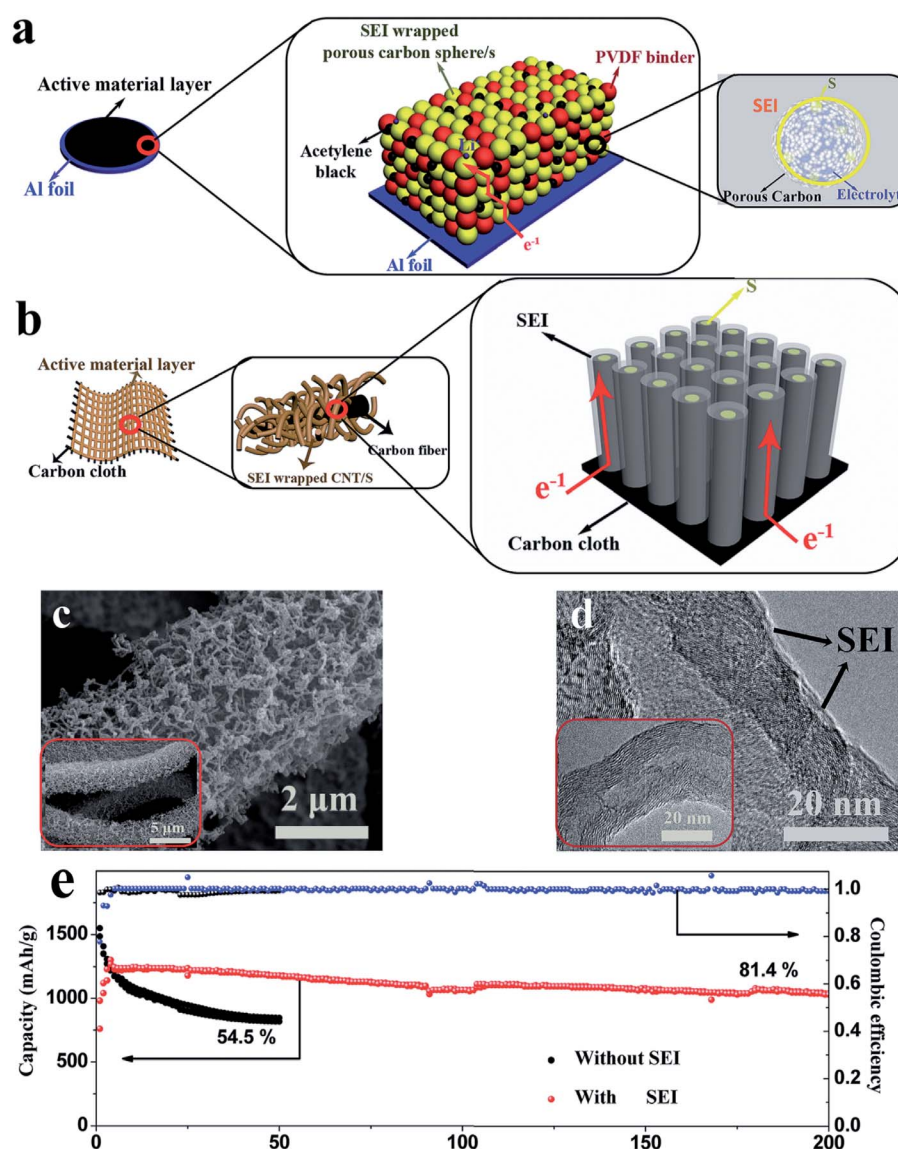 a
SEI wrapped
porous carbon sphere/s
PVDF binder
Active material layer
S
SEI
Li
Acetylene
black
Al foil
Porous Carbon
Electrolyt
e⁻¹
Al foil
b
S
SEI
Active material layer
Carbon fiber
Carbon cloth
SEI wrapped CNT/S
e⁻¹
Carbon cloth
e⁻¹
c
d
SEI
2 μm
5 μm
20 nm
20 nm
e
Capacity (mAh/g)
1500
1250
1000
750
500
250
0
1.0
0.8
0.6
0.4
0.2
0.0
Coulombic efficiency
81.4 %
54.5 %
Without SEI
With SEI
0
50
100
150
200